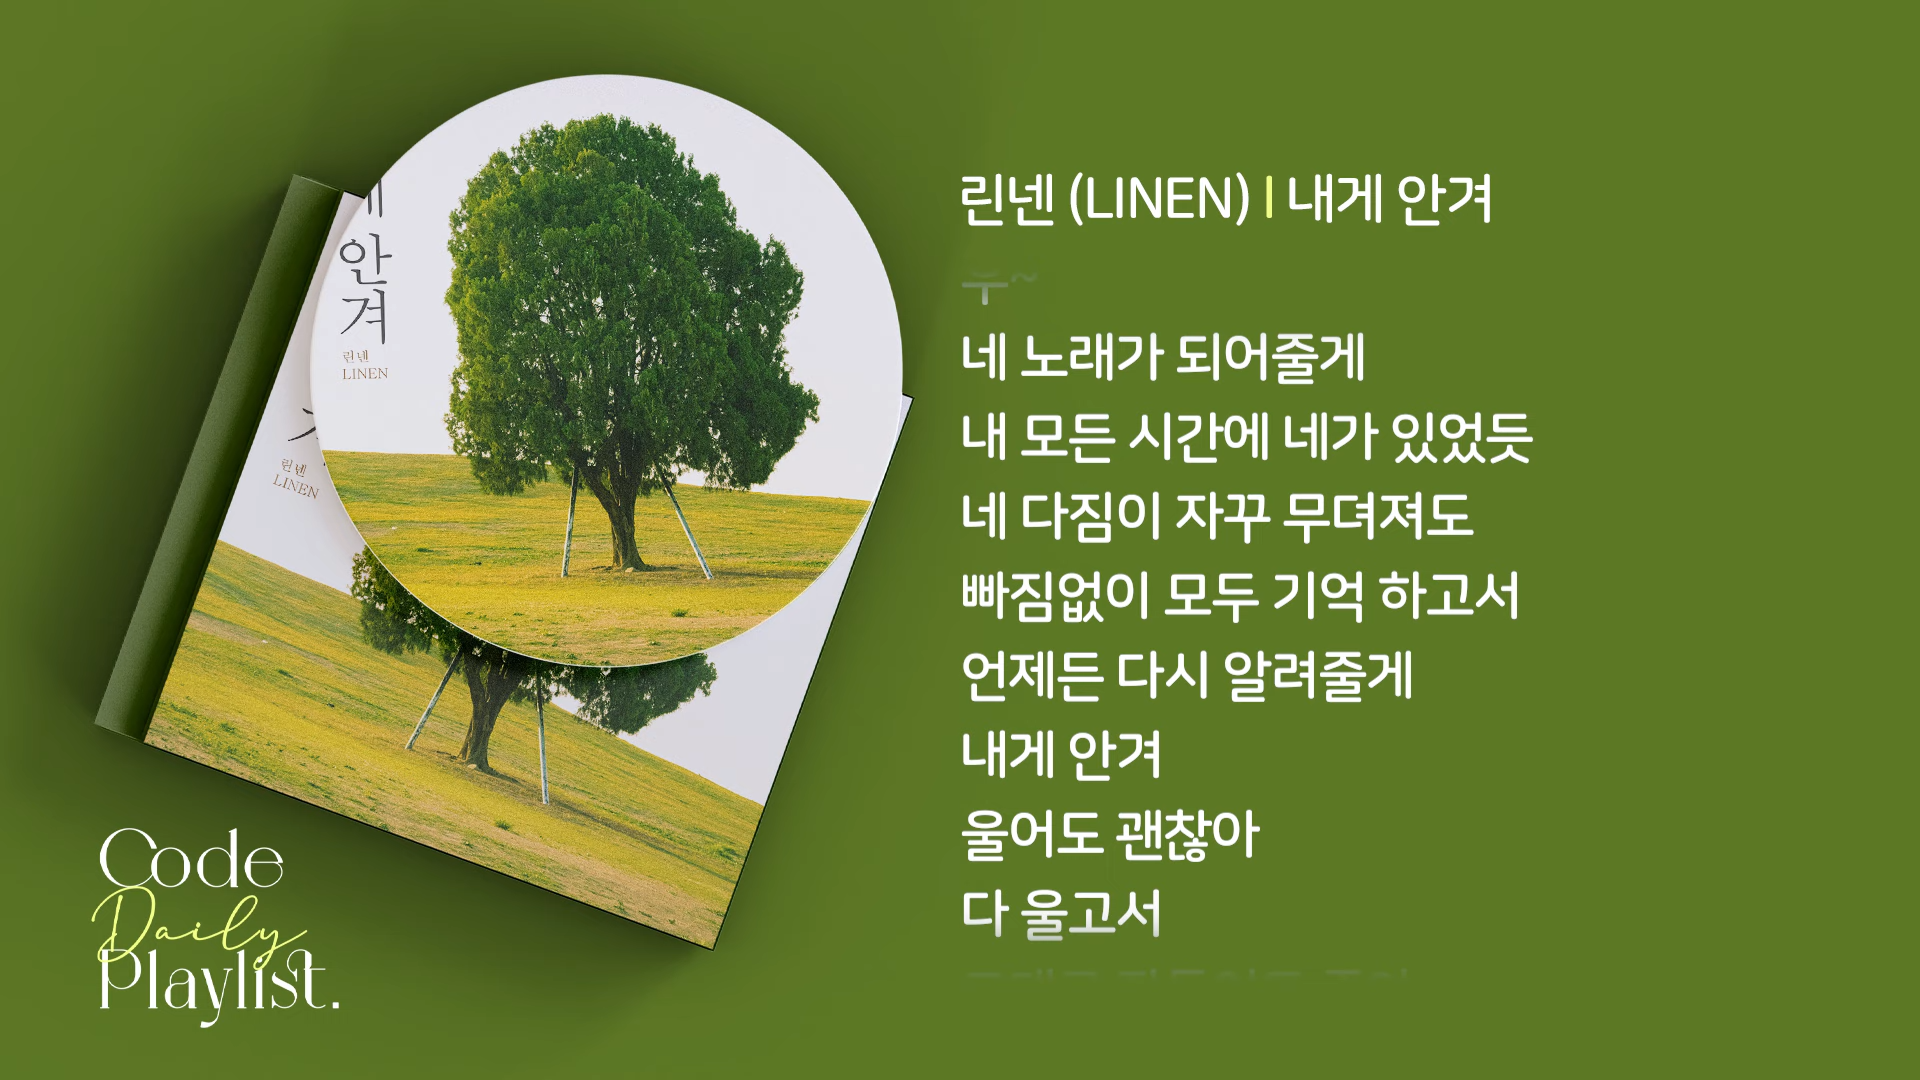 린넨 (LINEN) | 내게 안겨
우~
네 노래가 되어줄게
내 모든 시간에 네가 있었듯
네 다짐이 자꾸 무뎌져도
빠짐없이 모두 기억 하고서
언제든 다시 알려줄게
내게 안겨
울어도 괜찮아
다 울고서
안
겨
린넨
LINEN
린넨
LINEN
Code
Daily
Playlist.